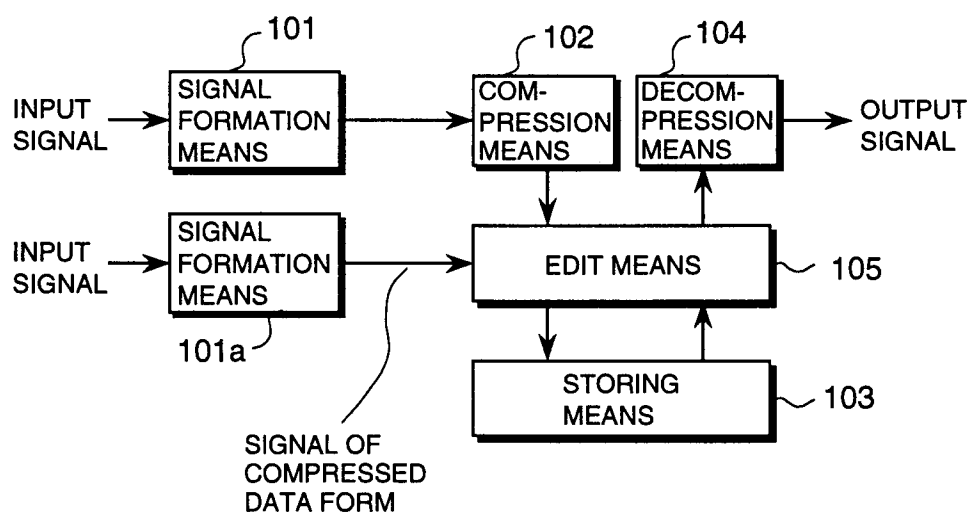 101
102
104
INPUT
SIGNAL
SIGNAL
FORMATION
MEANS
COM-
PRESSION
MEANS
DECOM-
PRESSION
MEANS
OUTPUT
SIGNAL
INPUT
SIGNAL
SIGNAL
FORMATION
MEANS
EDIT MEANS
105
101a
STORING
MEANS
103
SIGNAL OF
COMPRESSED
DATA FORM